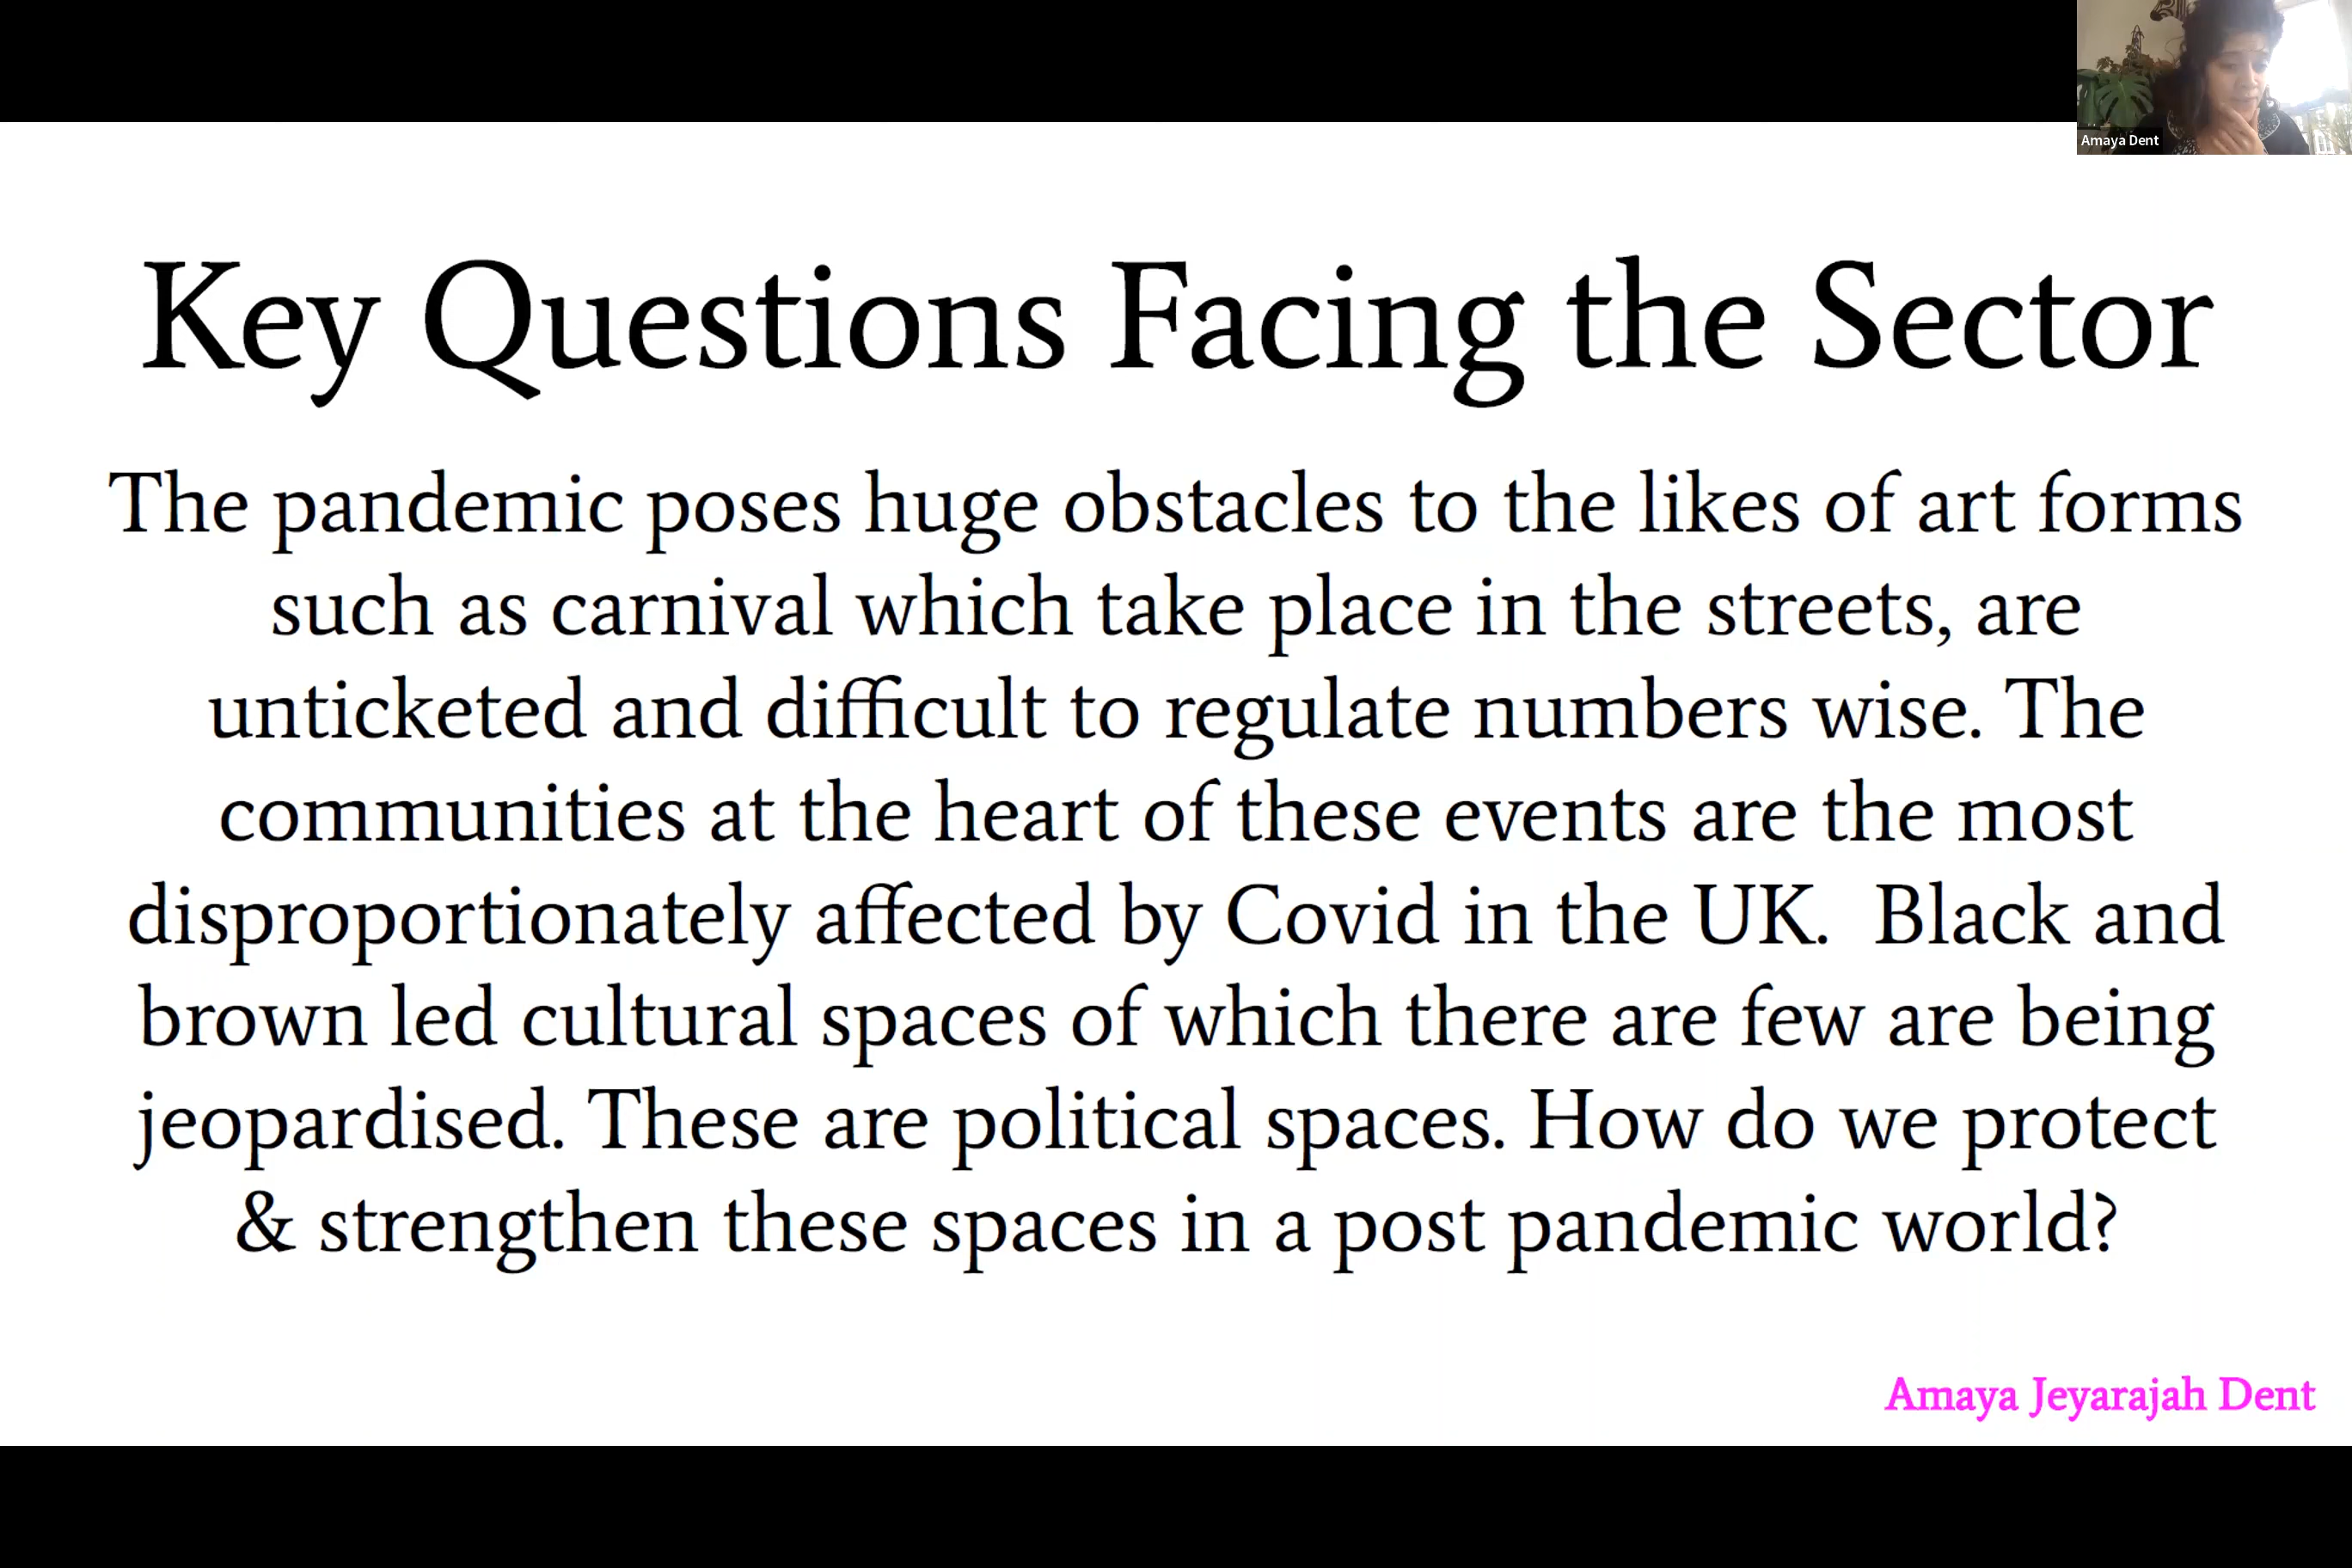 Amaya Dent
Key Questions Facing the Sector
The pandemic poses huge obstacles to the likes of art forms
such as carnival which take place in the streets, are
unticketed and difficult to regulate numbers wise. The
communities at the heart of these events are the most
disproportionately affected by Covid in the UK.  Black and
brown led cultural spaces of which there are few are being
jeopardised. These are political spaces. How do we protect
& strengthen these spaces in a post pandemic world?
Amaya Jeyarajah Dent